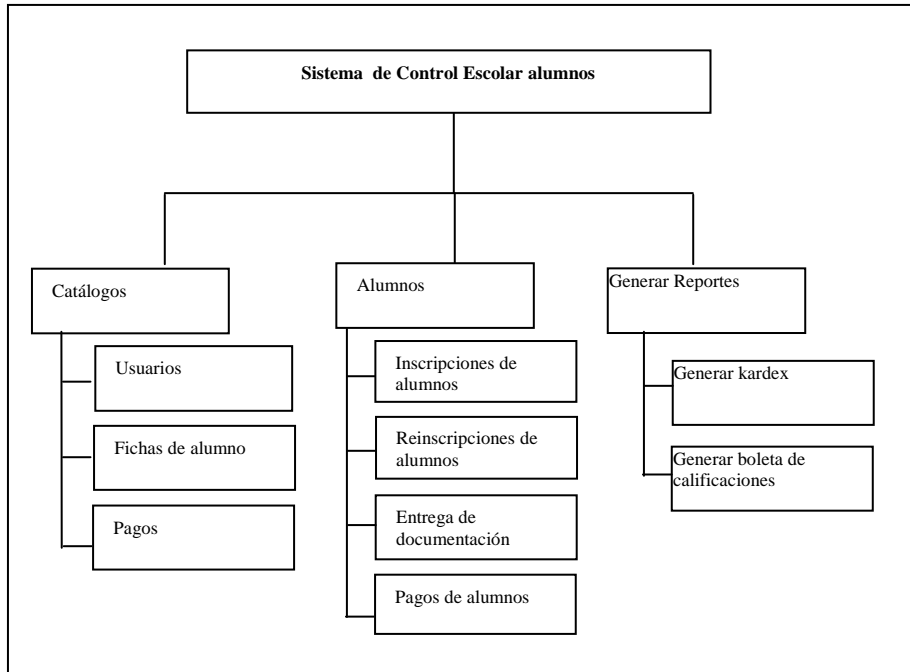 Sistema de Control Escolar alumnos
Catálogos
Usuarios
Fichas de alumno
Pagos
Alumnos
Inscripciones de
alumnos
Reinscripciones de
alumnos
Entrega de
documentación
Pagos de alumnos
Generar Reportes
Generar kardex
Generar boleta de
calificaciones